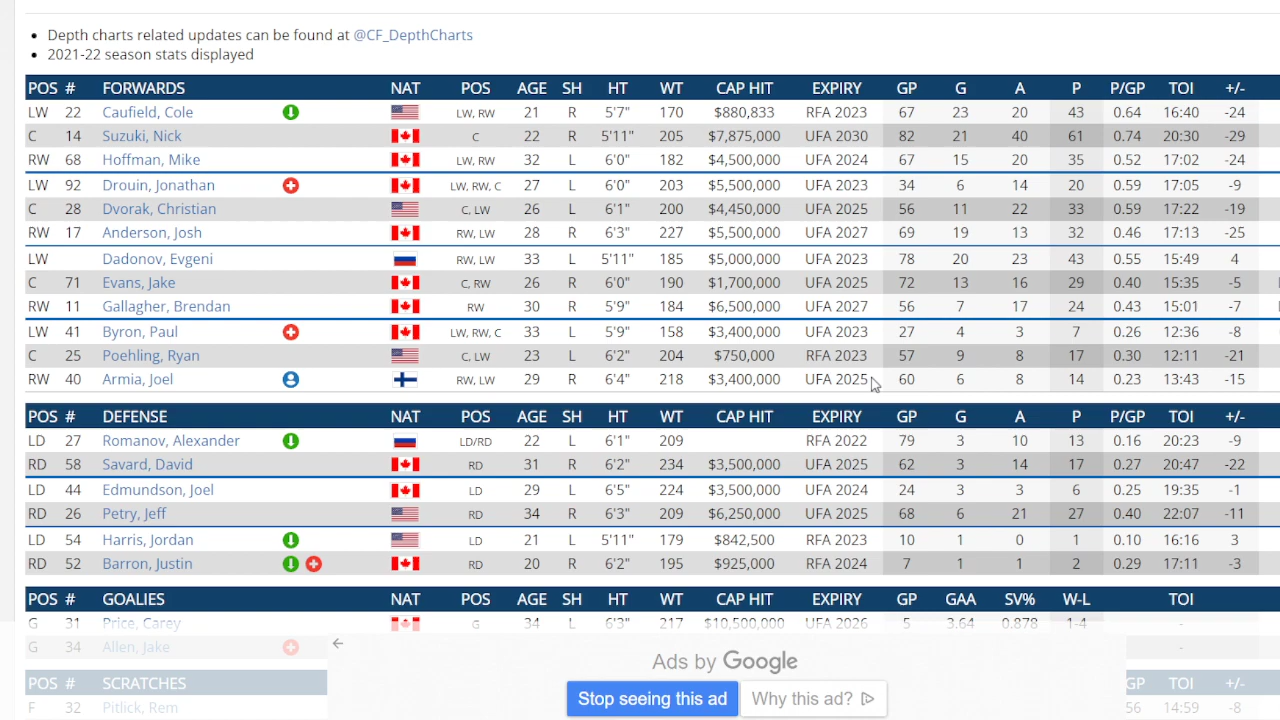 Depth charts related updates can be found at @CF_DepthCharts
2021-22 season stats displayed
POS # FORWARDS NAT POS AGE SH HT WT CAP HIT EXPIRY GP G A P P/GP TOI +/-
LW 22 Caufield, Cole LW, RW 21 R 5'7" 170 $880,833 RFA 2023 67 23 20 43 0.64 16:40 -24
C 14 Suzuki, Nick C 22 R 5'11" 205 $7,875,000 UFA 2030 82 21 40 61 0.74 20:30 -29
RW 68 Hoffman, Mike LW, RW 32 L 6'0" 182 $4,500,000 UFA 2024 67 15 20 35 0.52 17:02 -24
LW 92 Drouin, Jonathan LW, RW, C 27 L 6'0" 203 $5,500,000 UFA 2023 34 6 14 20 0.59 17:05 -9
C 28 Dvorak, Christian C, LW 26 L 6'1" 200 $4,450,000 UFA 2025 56 11 22 33 0.59 17:22 -19
RW 17 Anderson, Josh RW, LW 28 R 6'3" 227 $5,500,000 UFA 2027 69 19 13 32 0.46 17:13 -25
LW Dadonov, Evgeni RW, LW 33 L 5'11" 185 $5,000,000 UFA 2023 78 20 23 43 0.55 15:49 4
C 71 Evans, Jake C, RW 26 R 6'0" 190 $1,700,000 UFA 2025 72 13 16 29 0.40 15:35 -5
RW 11 Gallagher, Brendan RW 30 R 5'9" 184 $6,500,000 UFA 2027 56 7 17 24 0.43 15:01 -7
LW 41 Byron, Paul LW, RW, C 33 L 5'9" 158 $3,400,000 UFA 2023 27 4 3 7 0.26 12:36 -8
C 25 Poehling, Ryan C, LW 23 L 6'2" 204 $750,000 RFA 2023 57 9 8 17 0.30 12:11 -21
RW 40 Armia, Joel RW, LW 29 R 6'4" 218 $3,400,000 UFA 2025 60 6 8 14 0.23 13:43 -15
POS # DEFENSE NAT POS AGE SH HT WT CAP HIT EXPIRY GP G A P P/GP TOI +/-
LD 27 Romanov, Alexander LD/RD 22 L 6'1" 209 RFA 2022 79 3 10 13 0.16 20:23 -9
RD 58 Savard, David RD 31 R 6'2" 234 $3,500,000 UFA 2025 62 3 14 17 0.27 20:47 -22
LD 44 Edmundson, Joel LD 29 L 6'5" 224 $3,500,000 UFA 2024 24 3 3 6 0.25 19:35 -1
RD 26 Petry, Jeff RD 34 R 6'3" 209 $6,250,000 UFA 2025 68 6 21 27 0.40 22:07 -11
LD 54 Harris, Jordan LD 21 L 5'11" 179 $842,500 RFA 2023 10 1 0 1 0.10 16:16 3
RD 52 Barron, Justin RD 20 R 6'2" 195 $925,000 RFA 2024 7 1 1 2 0.29 17:11 -3
POS # GOALIES NAT POS AGE SH HT WT CAP HIT EXPIRY GP GAA SV% W-L TOI
G 31 Price, Carey G 34 L 6'3" 217 $10,500,000 UFA 2026 5 3.64 0.878 1-4 -
G 34 Allen, Jake -
POS # SCRATCHES GP TOI +/-
F 32 Pitlick, Rem 56 14:59 -8
Ads by Google
Stop seeing this ad Why this ad?